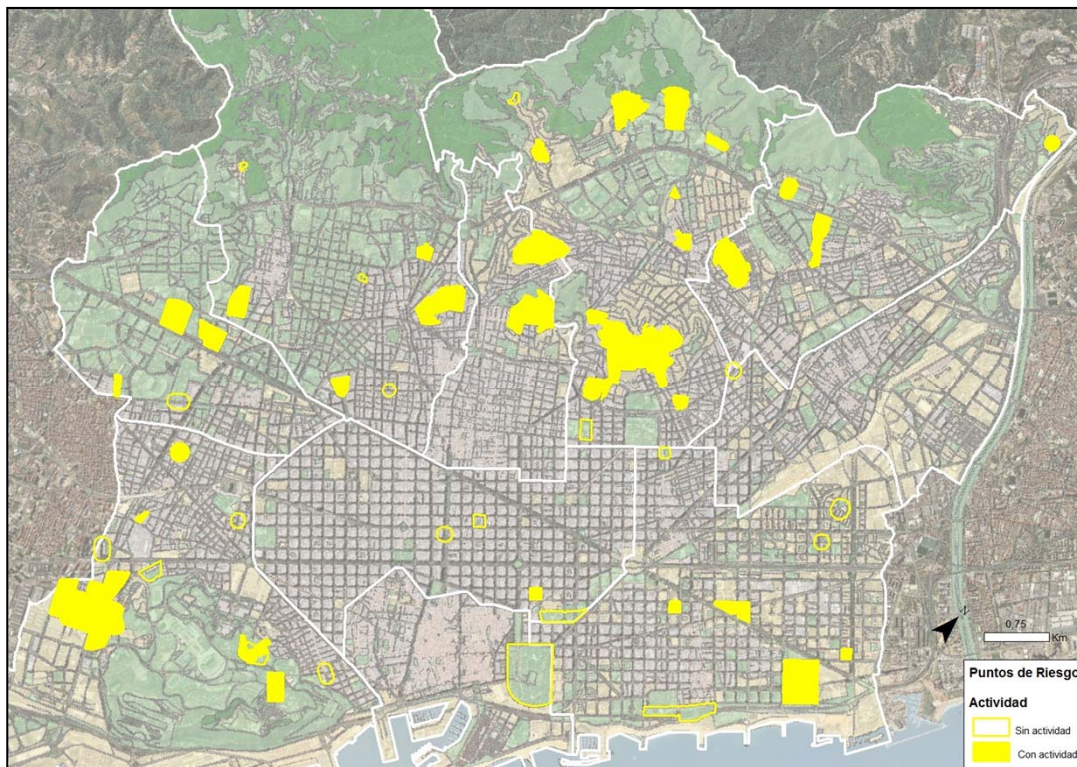 0,75
Km
Puntos de Riesgo
Actividad
Sin actividad
Con actividad